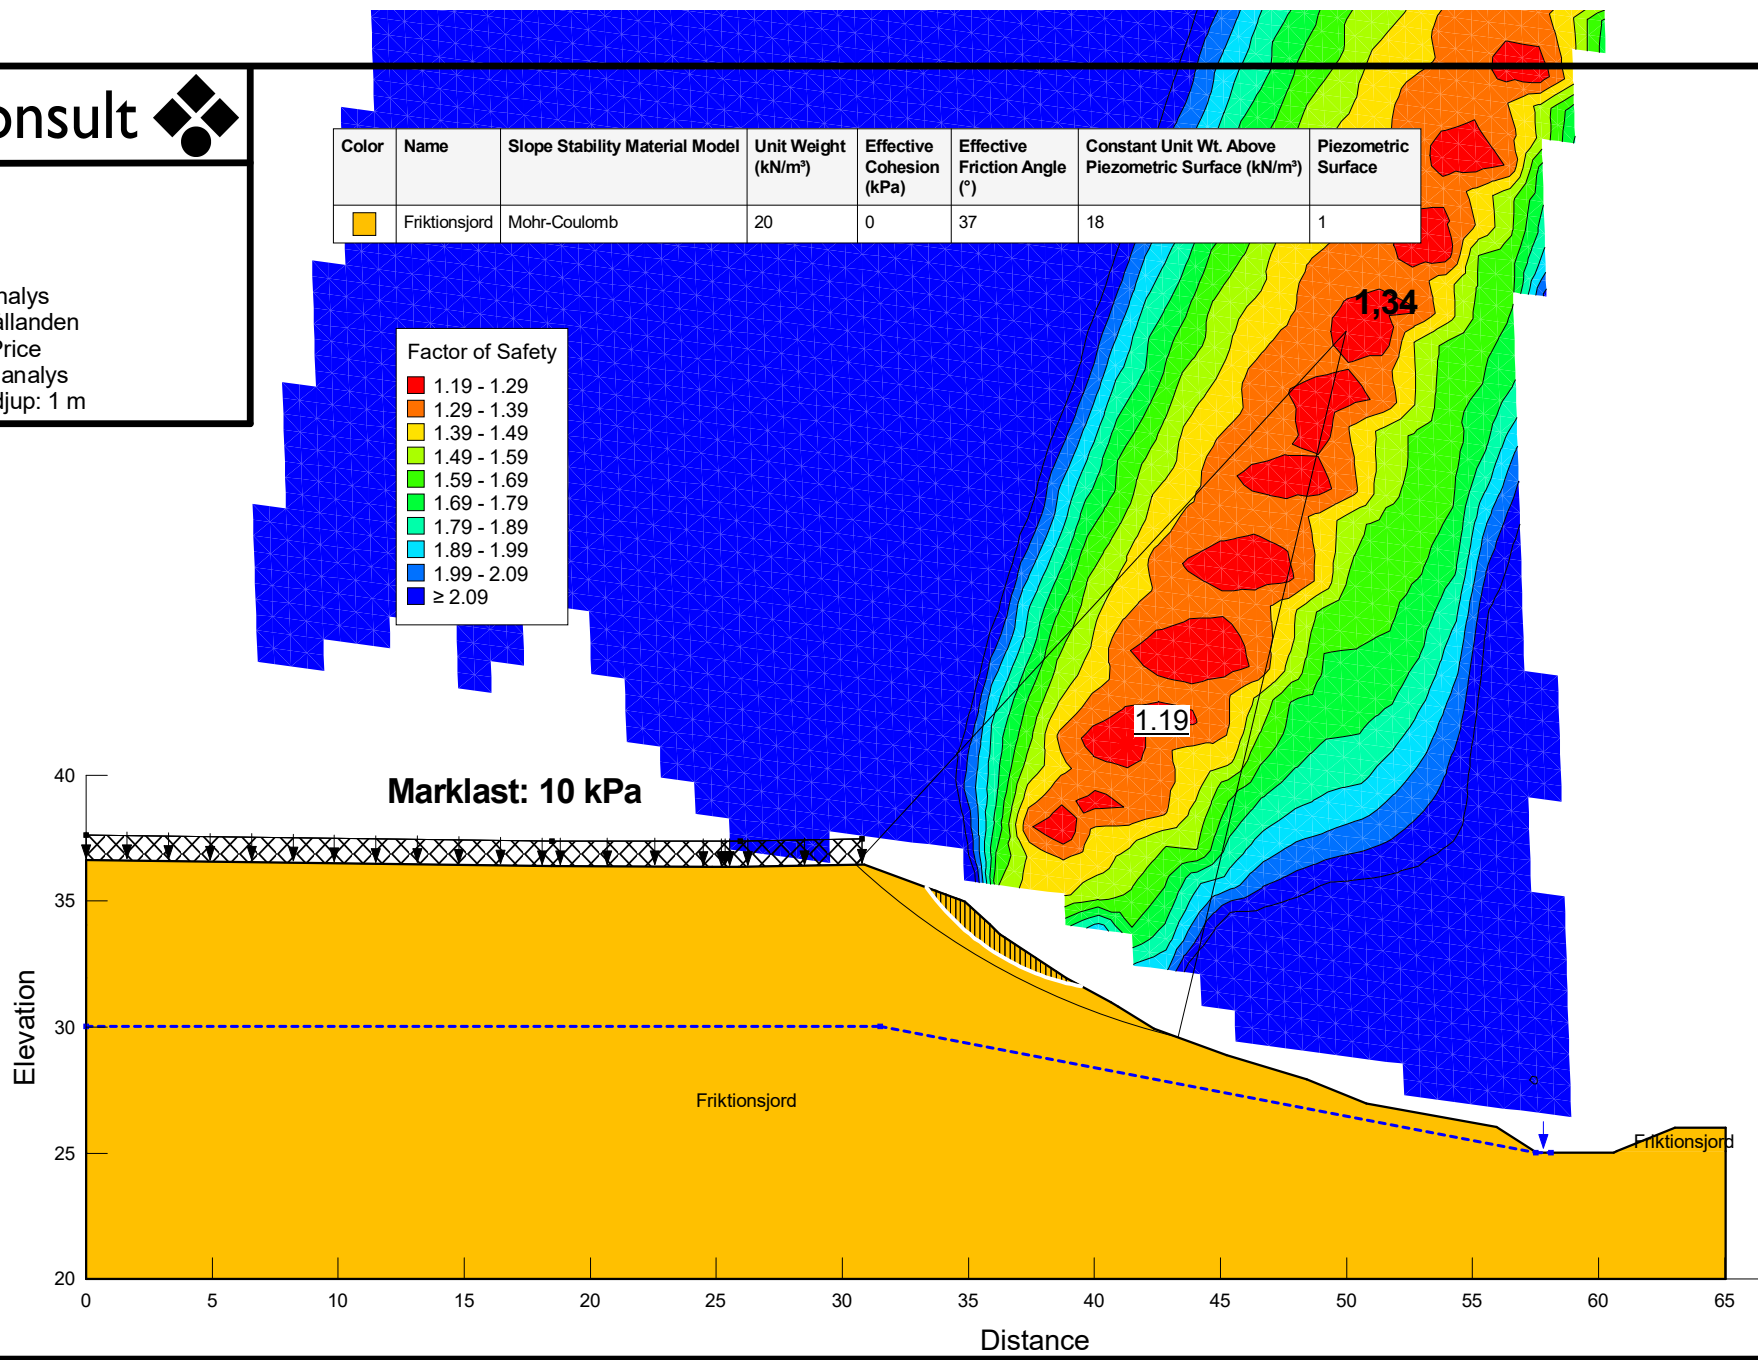 onsult
nalys
allanden
Price
analys
djup: 1 m
Color Name Slope Stability Material Model Unit Weight (kN/m³) Effective Cohesion (kPa) Effective Friction Angle (°) Constant Unit Wt. Above Piezometric Surface (kN/m³) Piezometric Surface
Friktionsjord Mohr-Coulomb 20 0 37 18 1
1,34
Factor of Safety
1.19 - 1.29
1.29 - 1.39
1.39 - 1.49
1.49 - 1.59
1.59 - 1.69
1.69 - 1.79
1.79 - 1.89
1.89 - 1.99
1.99 - 2.09
≥ 2.09
1.19
Marklast: 10 kPa
40
35
30
25
20
Elevation
Friktionsjord
Friktionsjord
0 5 10 15 20 25 30 35 40 45 50 55 60 65
Distance